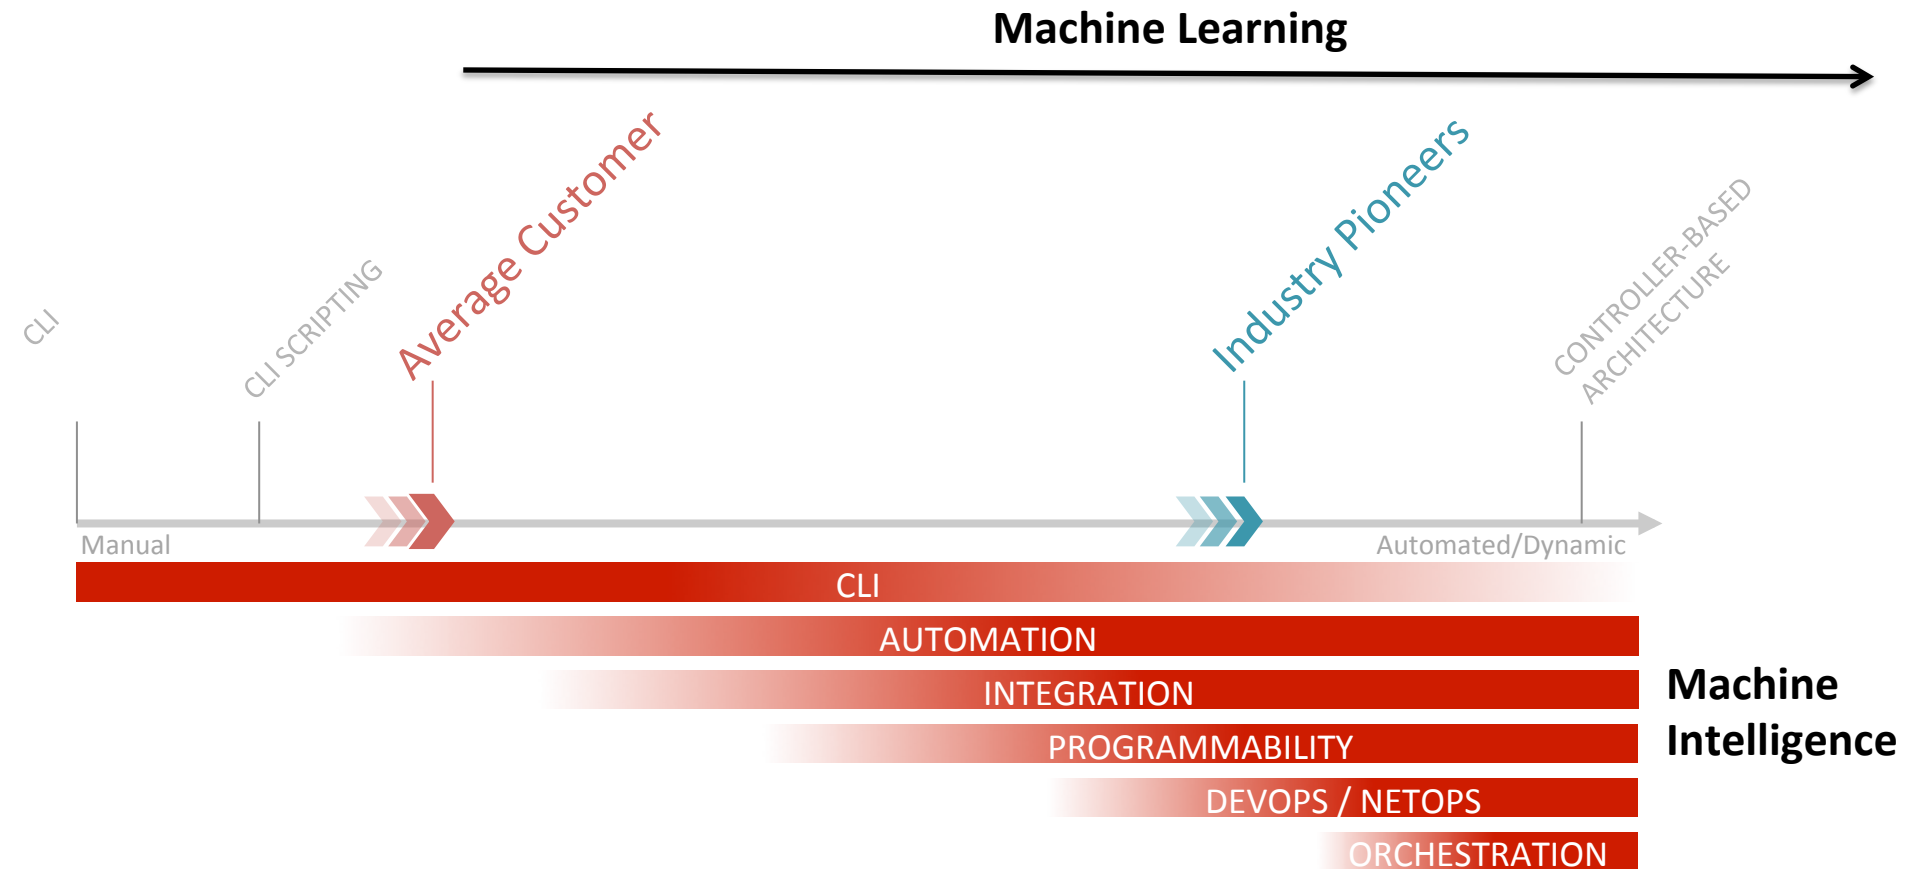 Machine Learning
CLI
CLI SCRIPTING
Average Customer
Industry Pioneers
CONTROLLER-BASED
ARCHITECTURE
Manual
Automated/Dynamic
CLI
AUTOMATION
INTEGRATION
PROGRAMMABILITY
DEVOPS / NETOPS
ORCHESTRATION
Machine
Intelligence